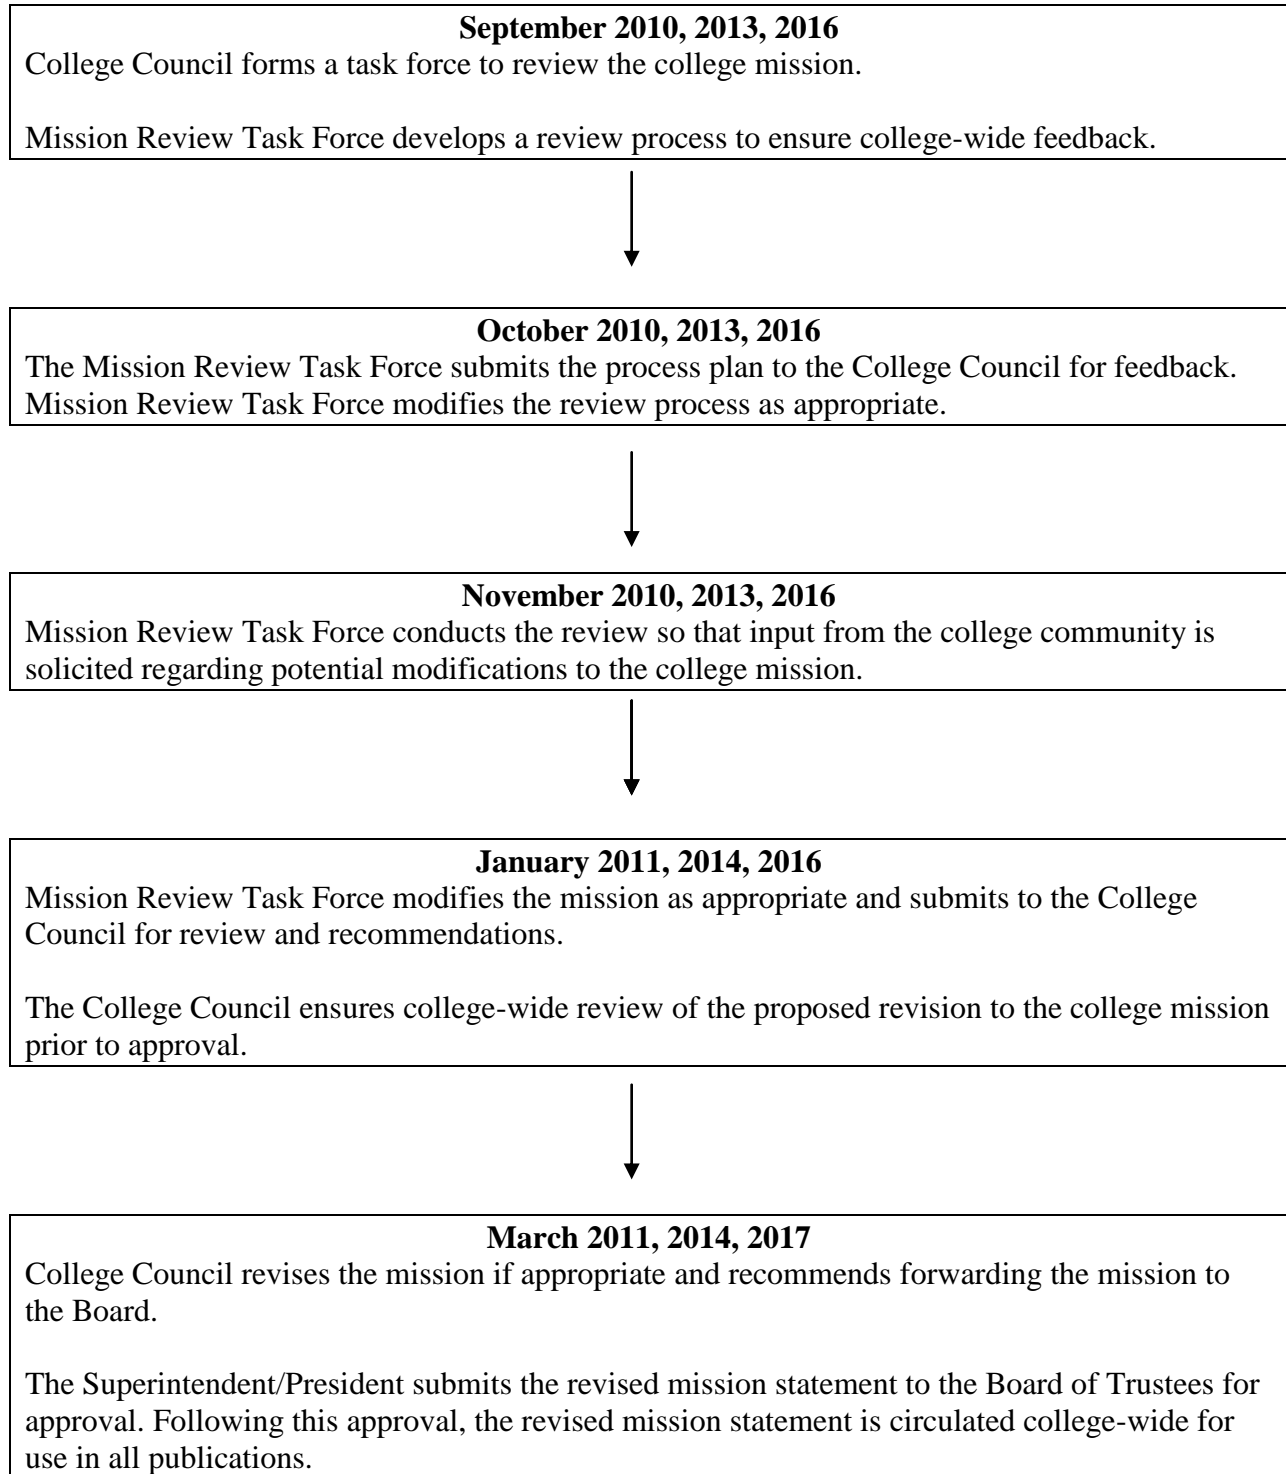 September 2010, 2013, 2016
College Council forms a task force to review the college mission.
Mission Review Task Force develops a review process to ensure college-wide feedback.
October 2010, 2013, 2016
The Mission Review Task Force submits the process plan to the College Council for feedback.
Mission Review Task Force modifies the review process as appropriate.
November 2010, 2013, 2016
Mission Review Task Force conducts the review so that input from the college community is
solicited regarding potential modifications to the college mission.
January 2011, 2014, 2016
Mission Review Task Force modifies the mission as appropriate and submits to the College
Council for review and recommendations.
The College Council ensures college-wide review of the proposed revision to the college mission
prior to approval.
March 2011, 2014, 2017
College Council revises the mission if appropriate and recommends forwarding the mission to
the Board.
The Superintendent/President submits the revised mission statement to the Board of Trustees for
approval. Following this approval, the revised mission statement is circulated college-wide for
use in all publications.